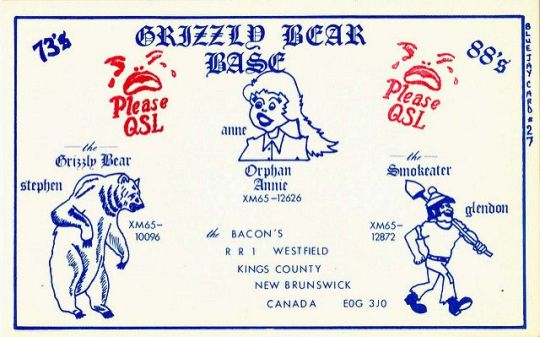 73's
GRIZZLY BEAR
BASE
88's
BLUEJAY CARD #27
Please
QSL
Please
QSL
anne
Orphan
Annie
XM65-12626
the
Grizzly Bear
stephen
XM65-
10096
the
Smokeater
glendon
XM65-
12872
the BACON'S
R R 1 WESTFIELD
KINGS COUNTY
NEW BRUNSWICK
CANADA E0G 3J0